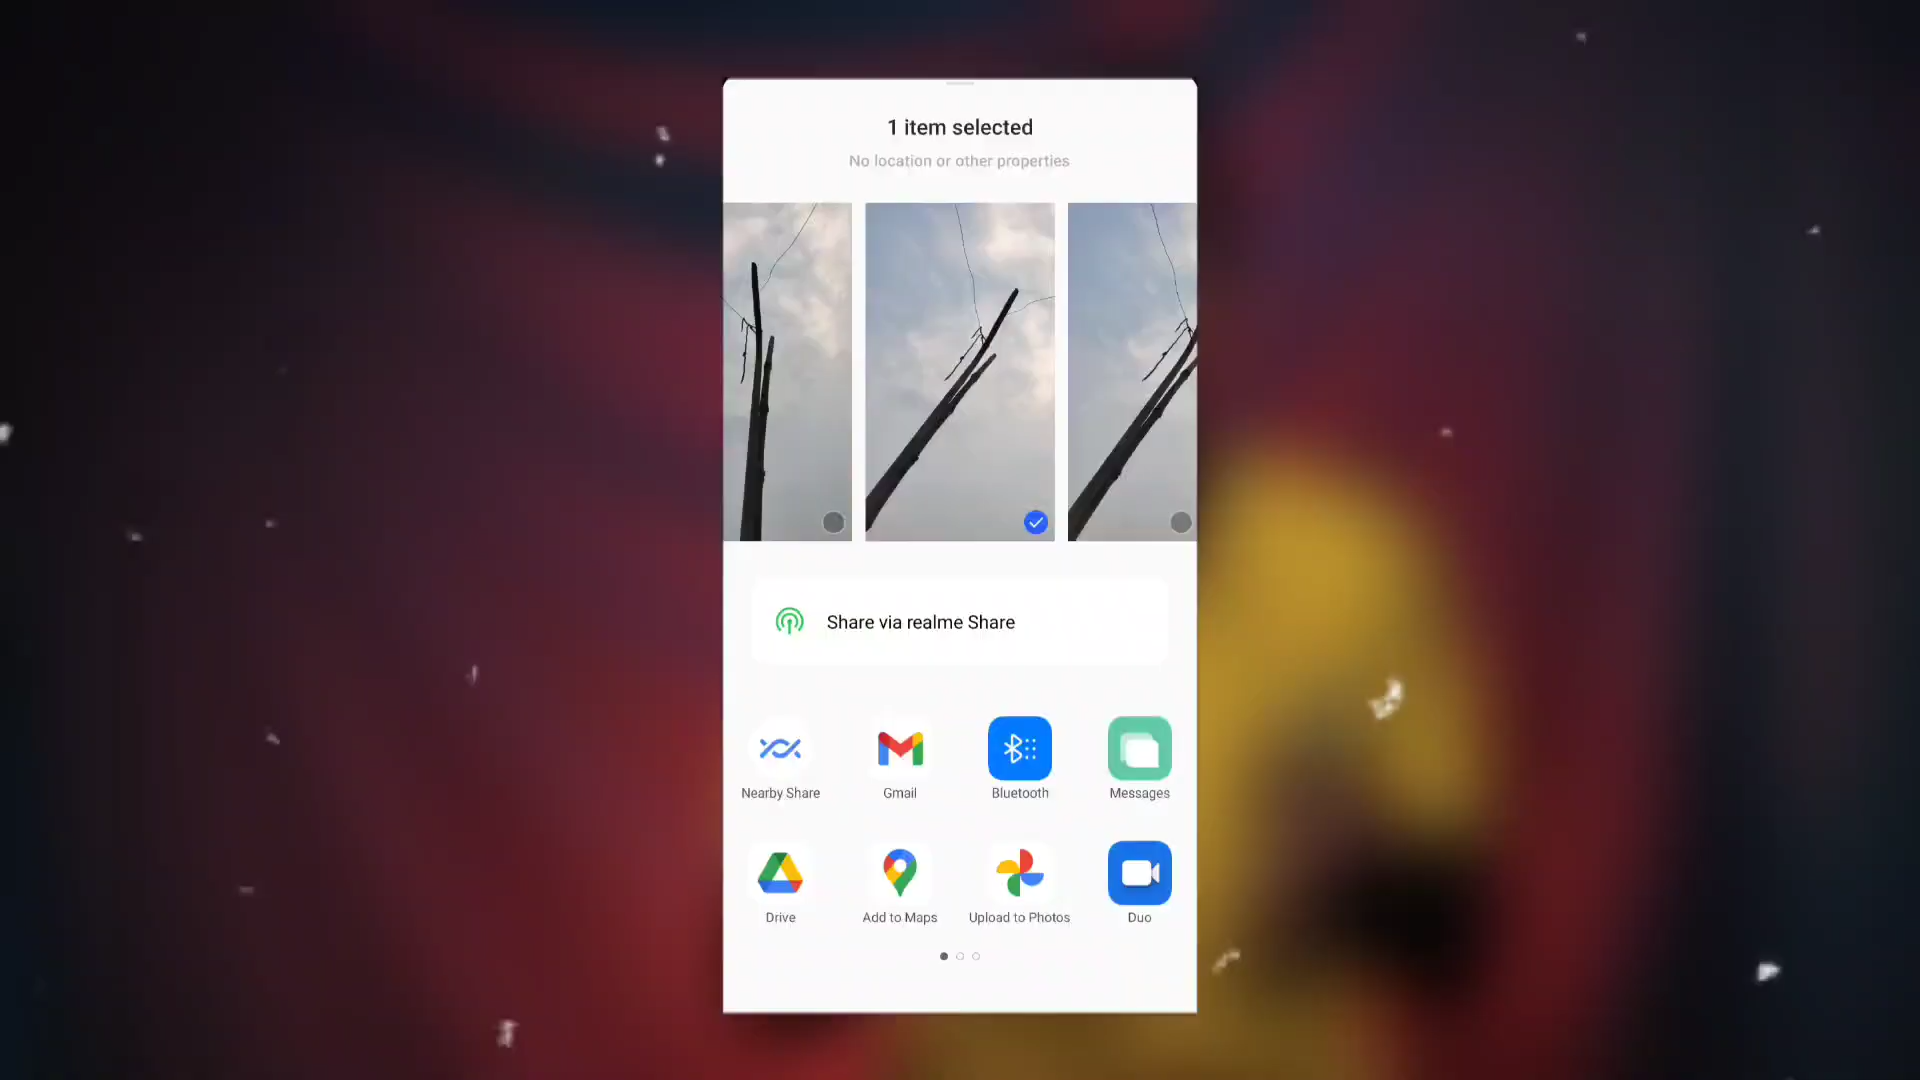 1 item selected
No location or other properties
Share via realme Share
Nearby Share
Gmail
Bluetooth
Messages
Drive
Add to Maps
Upload to Photos
Duo